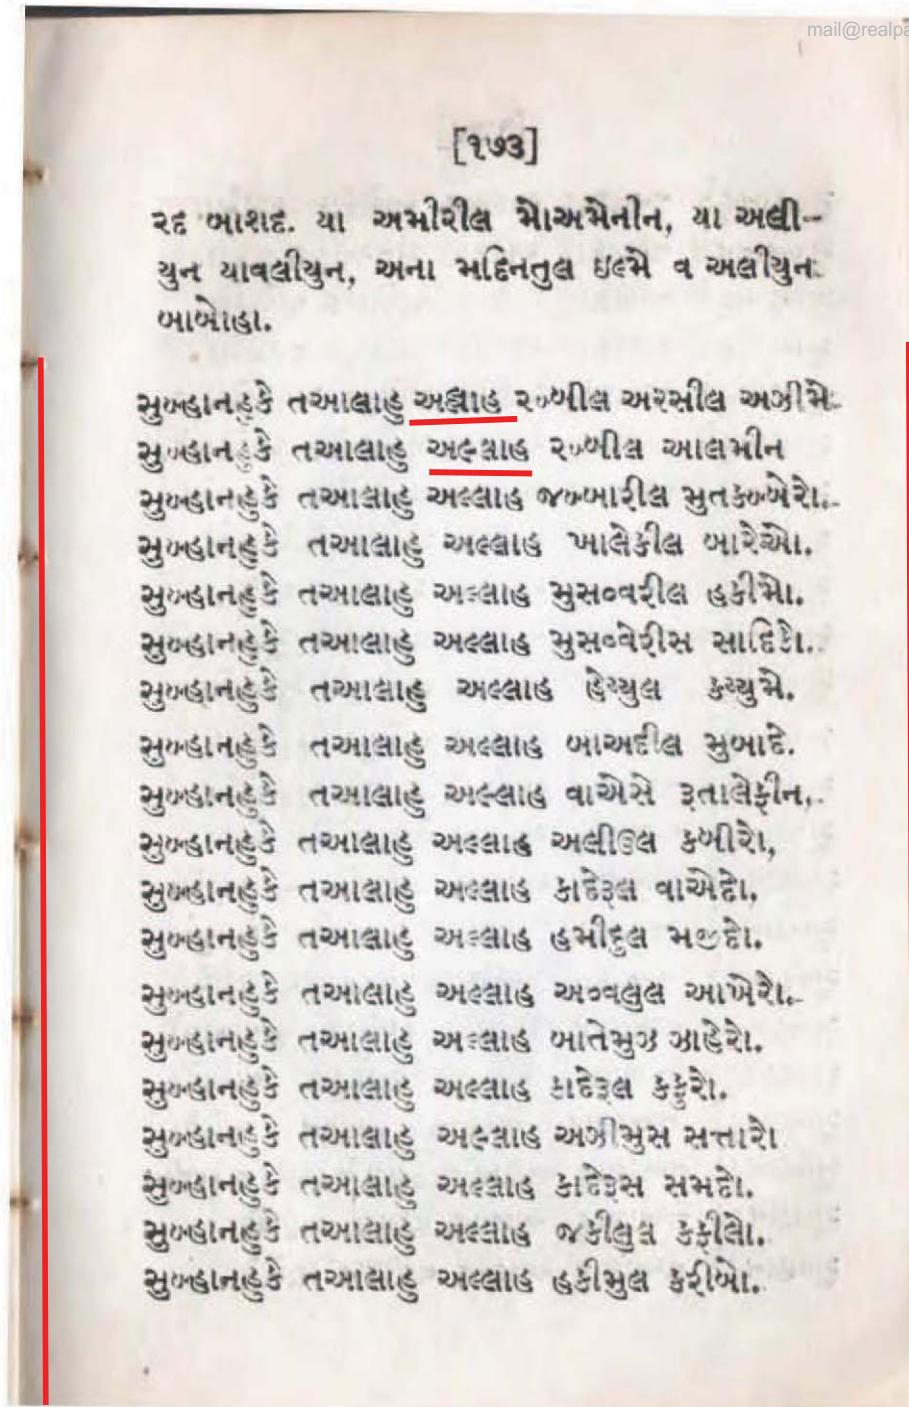 mail@realpa
[૧૭૩]
રદ બાશદ. યા અમીરીલ મોઅમેનીન, યા અલી-
યુન યાવલીયુન, અના મદિનતુલ ઇલ્મે વ અલીયુન
બાબોહા.
સુબ્હાનહુકે તઆલાહુ અલ્લાહ રબ્બીલ અરસીલ અઝીમે.
સુબ્હાનહુકે તઆલાહુ અલ્લાહ રબ્બીલ આલમીન
સુબ્હાનહુકે તઆલાહુ અલ્લાહ જબ્બારીલ મુતકબ્બેરો.
સુબ્હાનહુકે તઆલાહુ અલ્લાહ ખાલેકીલ બારેઓ.
સુબ્હાનહુકે તઆલાહુ અલ્લાહ મુસવ્વરીલ હકીમો.
સુબ્હાનહુકે તઆલાહુ અલ્લાહ મુસવ્વેરીસ સાદિકો.
સુબ્હાનહુકે તઆલાહુ અલ્લાહ હૈય્યુલ કય્યુમે.
સુબ્હાનહુકે તઆલાહુ અલ્લાહ બાઅદીલ મુબાદે.
સુબ્હાનહુકે તઆલાહુ અલ્લાહ વાએસે રૂતાલેફીન,
સુબ્હાનહુકે તઆલાહુ અલ્લાહ અલીઉલ કબીરો,
સુબ્હાનહુકે તઆલાહુ અલ્લાહ કાદેરૂલ વાએદો,
સુબ્હાનહુકે તઆલાહુ અલ્લાહ હમીદુલ મજીદો.
સુબ્હાનહુકે તઆલાહુ અલ્લાહ અવ્વલુલ આખેરો.
સુબ્હાનહુકે તઆલાહુ અલ્લાહ બાતેમુઝ ઝાહેરો.
સુબ્હાનહુકે તઆલાહુ અલ્લાહ કાદેરૂલ કફુરો.
સુબ્હાનહુકે તઆલાહુ અલ્લાહ અઝીમુસ સત્તારો
સુબ્હાનહુકે તઆલાહુ અલ્લાહ કાદેરૂસ સમદો.
સુબ્હાનહુકે તઆલાહુ અલ્લાહ જકીલુલ કફીલો.
સુબ્હાનહુકે તઆલાહુ અલ્લાહ હકીમુલ કરીબો.